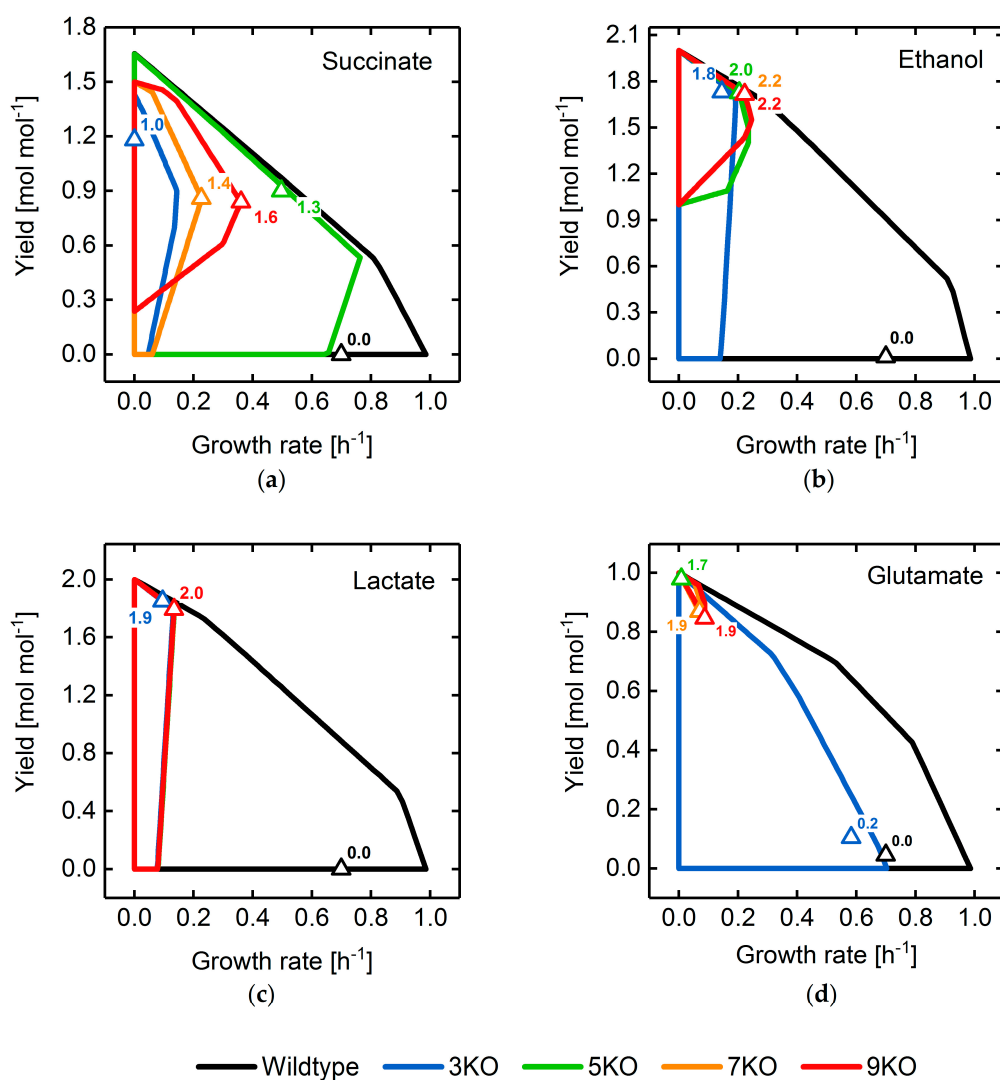 Succinate
Yield [mol mol-1]
1.8
1.5
1.2
0.9
0.6
0.3
0.0
1.0
1.4
1.6
1.3
0.0
0.0 0.2 0.4 0.6 0.8 1.0
Growth rate [h-1]
(a)
Ethanol
Yield [mol mol-1]
2.1
1.8
1.5
1.2
0.9
0.6
0.3
0.0
1.8
2.0
2.2
2.2
0.0
0.0 0.2 0.4 0.6 0.8 1.0
Growth rate [h-1]
(b)
Lactate
Yield [mol mol-1]
2.0
1.6
1.2
0.8
0.4
0.0
1.9
2.0
0.0
0.0 0.2 0.4 0.6 0.8 1.0
Growth rate [h-1]
(c)
Glutamate
Yield [mol mol-1]
1.0
0.8
0.6
0.4
0.2
0.0
1.7
1.9
1.9
0.2
0.0
0.0 0.2 0.4 0.6 0.8 1.0
Growth rate [h-1]
(d)
Wildtype 3KO 5KO 7KO 9KO